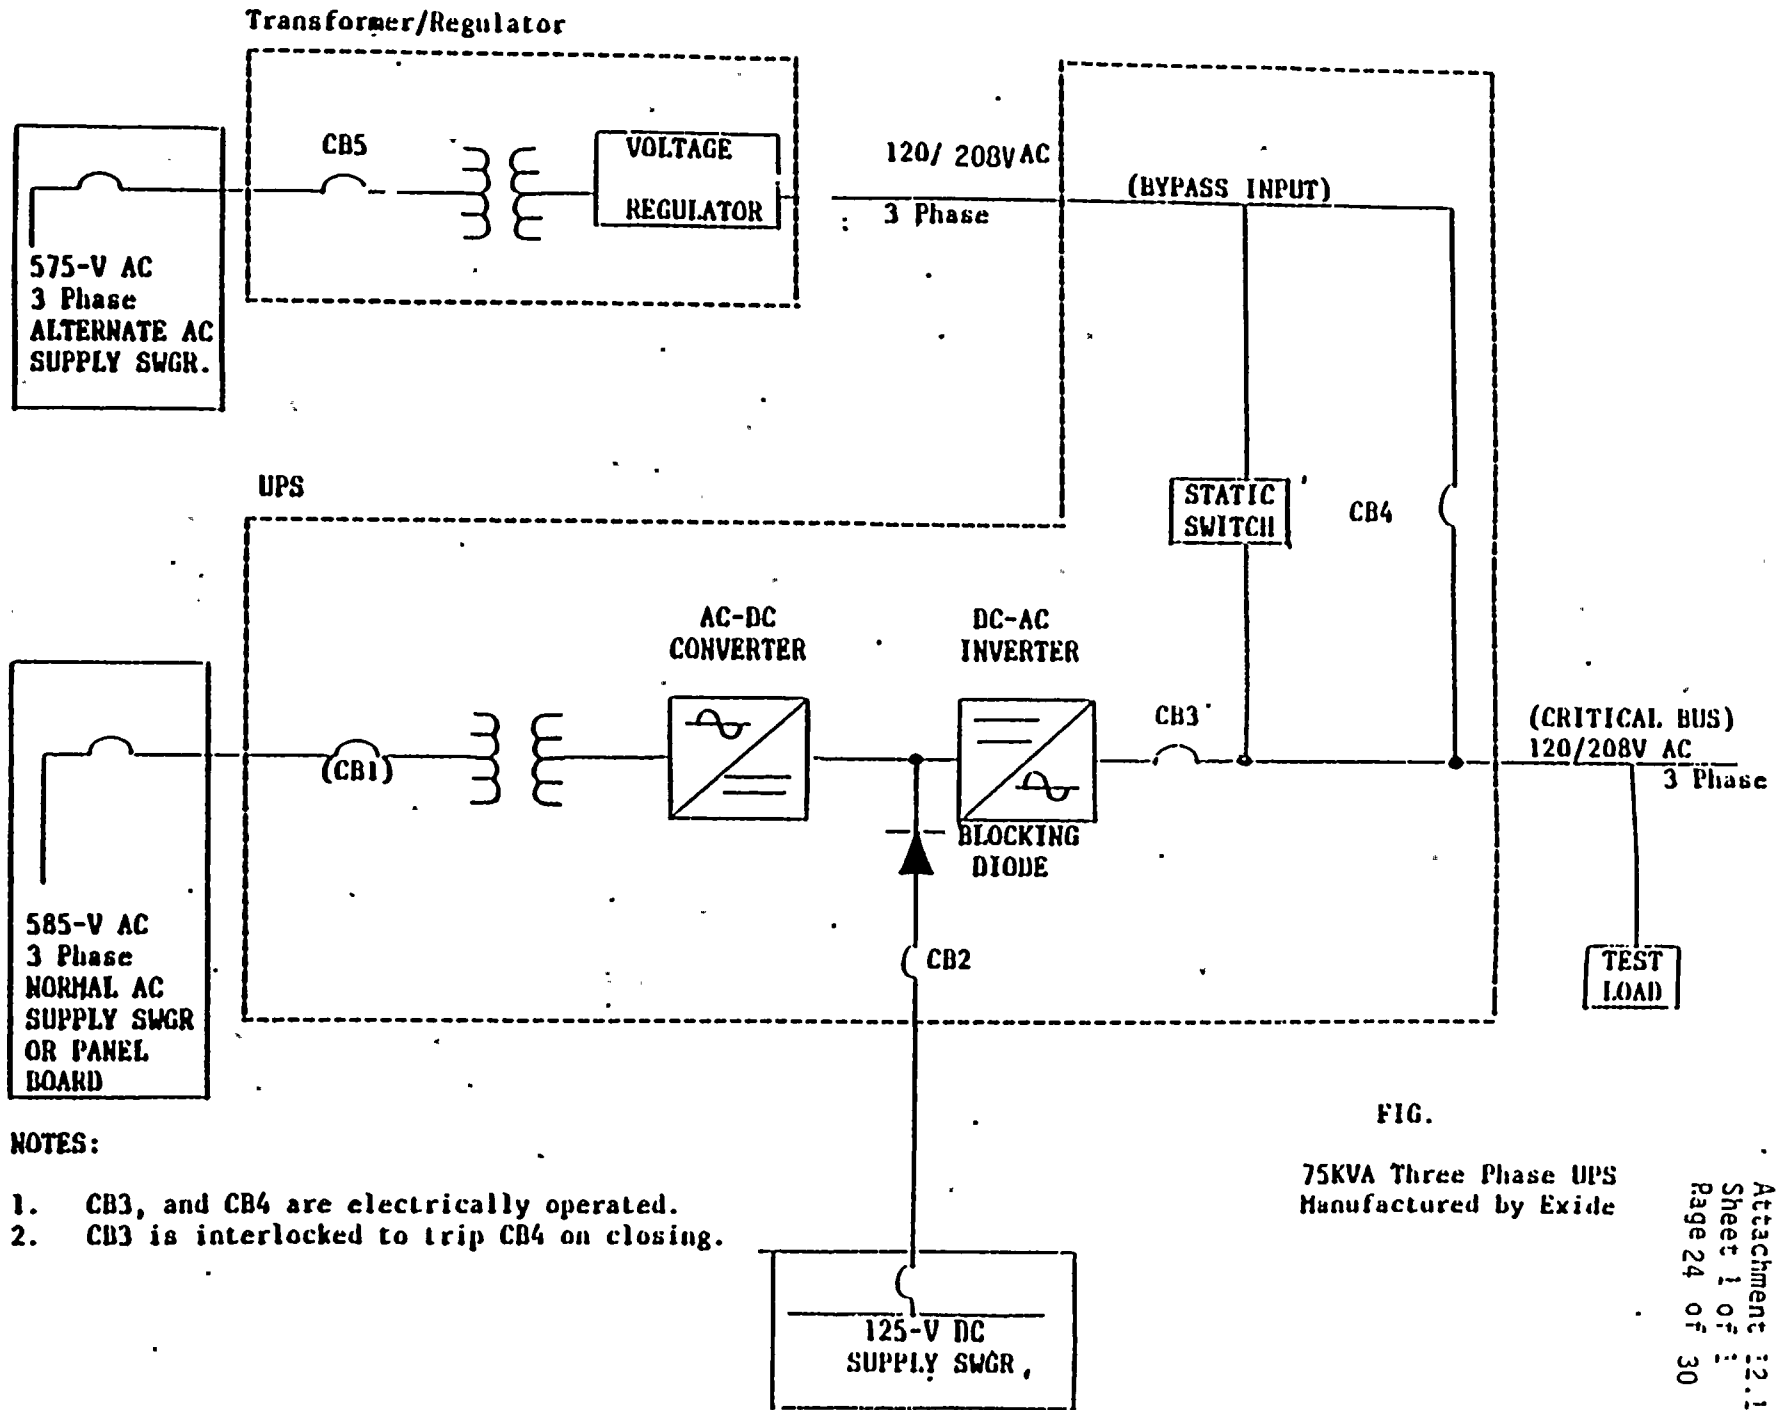 Transformer/Regulator
CB5
VOLTAGE
REGULATOR
120/ 208V AC
3 Phase
(BYPASS INPUT)
575-V AC
3 Phase
ALTERNATE AC
SUPPLY SWGR.
UPS
STATIC
SWITCH
CB4
AC-DC
CONVERTER
DC-AC
INVERTER
(CB1)
CB3
(CRITICAL BUS)
120/208V AC
3 Phase
BLOCKING
DIODE
CB2
TEST
LOAD
585-V AC
3 Phase
NORMAL AC
SUPPLY SWGR
OR PANEL
BOARD
NOTES:
1. CB3, and CB4 are electrically operated.
2. CB3 is interlocked to trip CB4 on closing.
125-V DC
SUPPLY SWGR
FIG.
75KVA Three Phase UPS
Manufactured by Exide
Attachment 12.1
Sheet 1 of 1
Page 24 of 30